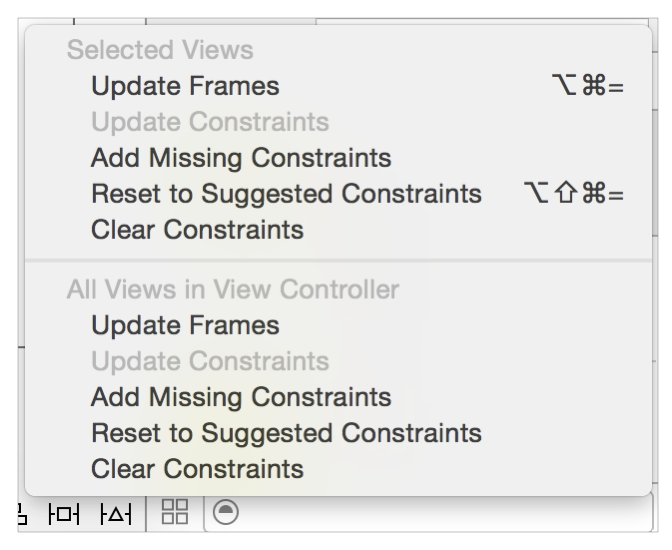 Selected Views
Update Frames ⌥⌘=
Update Constraints
Add Missing Constraints
Reset to Suggested Constraints ⌥⇧⌘=
Clear Constraints
All Views in View Controller
Update Frames
Update Constraints
Add Missing Constraints
Reset to Suggested Constraints
Clear Constraints